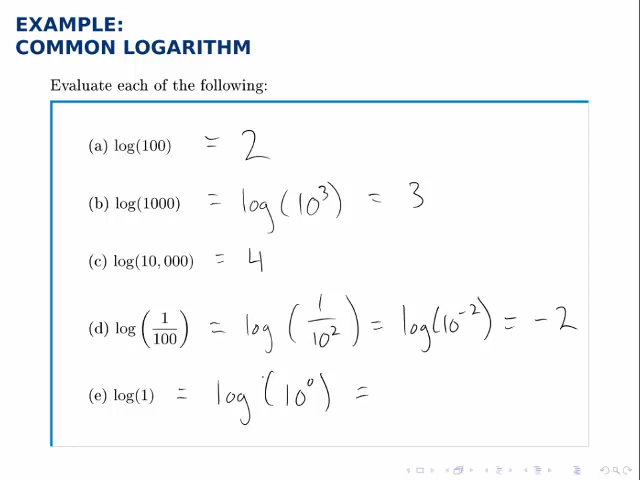 EXAMPLE:
COMMON LOGARITHM
Evaluate each of the following:
(a) log(100) = 2
(b) log(1000) = log(10³) = 3
(c) log(10, 000) = 4
(d) log(1/100) = log(1/10²) = log(10⁻²) = -2
(e) log(1) = log(10⁰) =